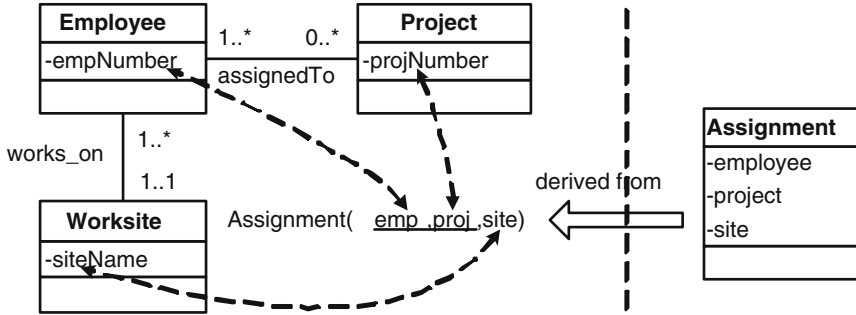 Employee
-empNumber
1..*
0..*
assignedTo
Project
-projNumber
works_on
1..*
1..1
Worksite
-siteName
Assignment( emp ,proj ,site)
derived from
Assignment
-employee
-project
-site